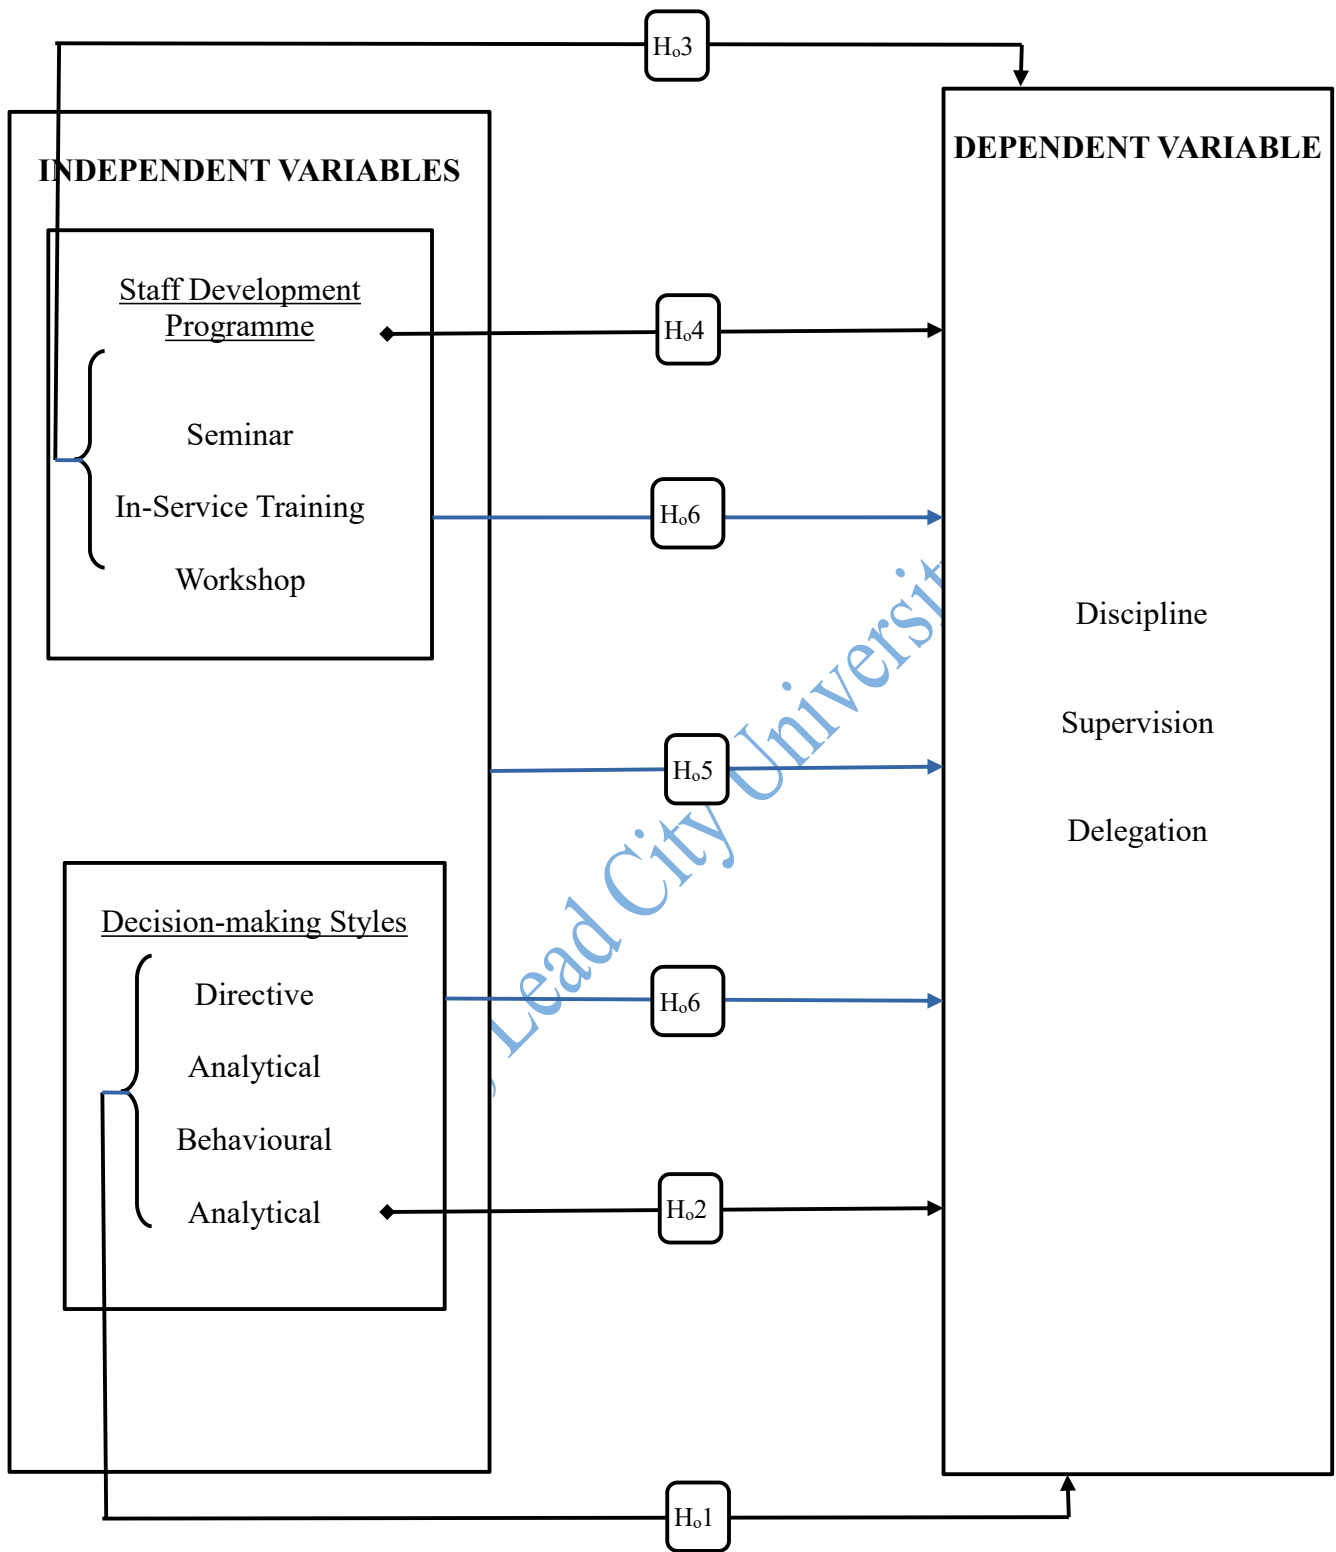 Hₒ3
INDEPENDENT VARIABLES
Staff Development
Programme
Seminar
In-Service Training
Workshop
Decision-making Styles
Directive
Analytical
Behavioural
Analytical
Hₒ4
Hₒ6
Hₒ5
Hₒ6
Hₒ2
Hₒ1
DEPENDENT VARIABLE
Discipline
Supervision
Delegation
Lead City Universit